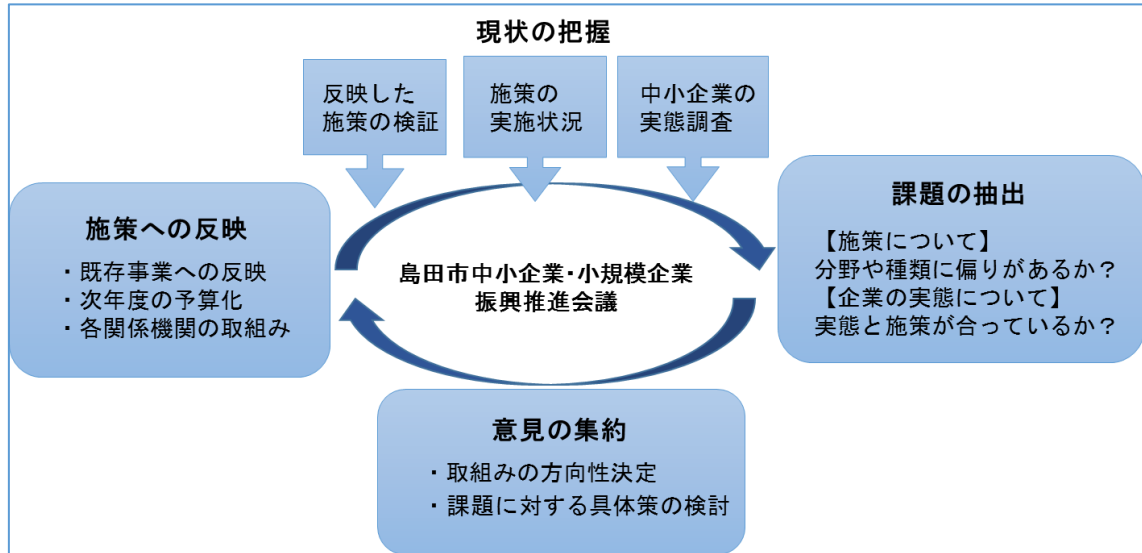 現状の把握
反映した
施策の検証
施策の
実施状況
中小企業の
実態調査
課題の抽出
【施策について】
分野や種類に偏りがあるか？
【企業の実態について】
実態と施策が合っているか？
施策への反映
・既存事業への反映
・次年度の予算化
・各関係機関の取組み
島田市中小企業・小規模企業
振興推進会議
意見の集約
・取組みの方向性決定
・課題に対する具体策の検討